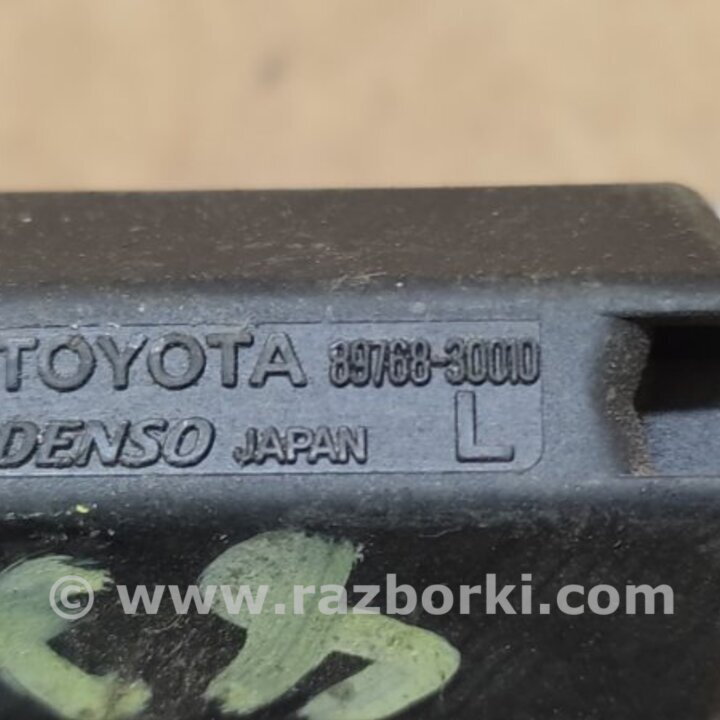 TOYOTA 89768-30010
DENSO JAPAN L
© www.razborki.com